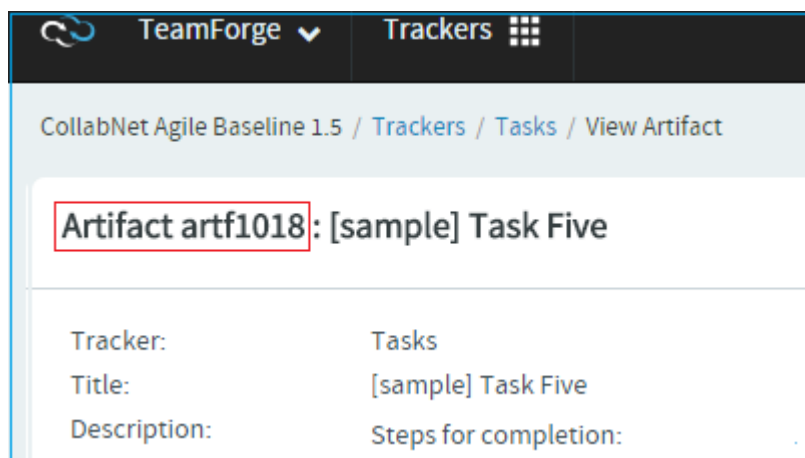 TeamForge Trackers
CollabNet Agile Baseline 1.5 / Trackers / Tasks / View Artifact
Artifact artf1018 : [sample] Task Five
Tracker: Tasks
Title: [sample] Task Five
Description: Steps for completion: